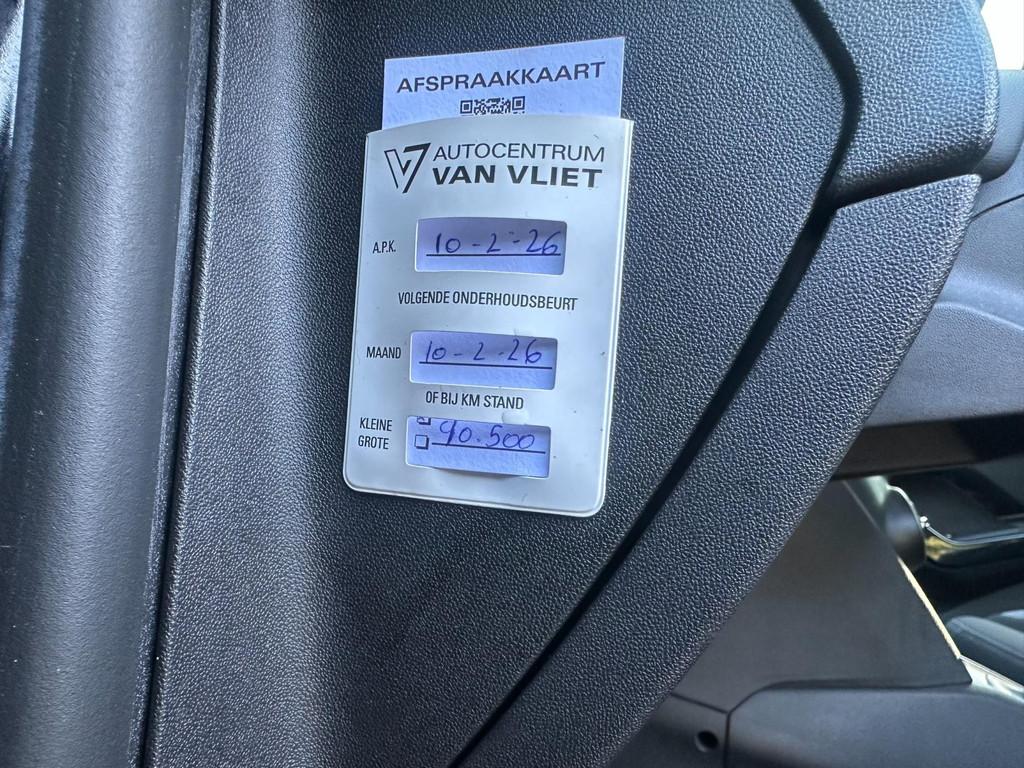 AFSPRAAKKAART
AUTOCENTRUM
VAN VLIET
A.P.K. 10-2-26
VOLGENDE ONDERHOUDSBEURT
MAAND 10-2-26
OF BIJ KM STAND
KLEINE
GROTE 90.500